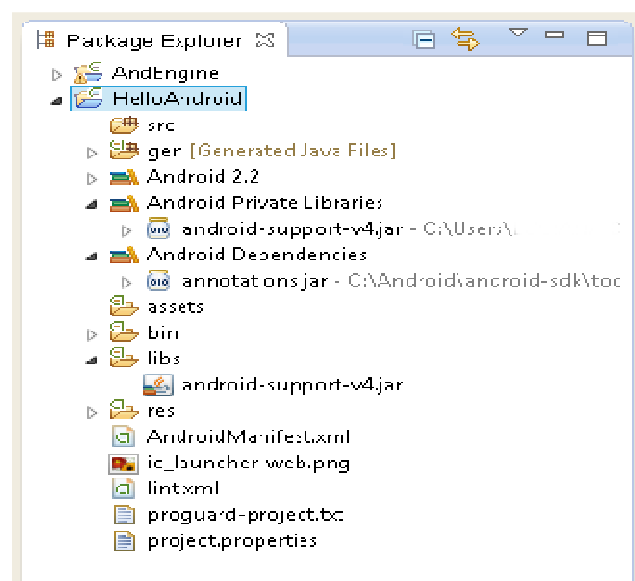 Package Explorer
AndEngine
HelloAndroid
src
gen [Generated Java Files]
Android 2.2
Android Private Libraries
android-support-v4.jar - C:\Users\
Android Dependencies
annotations.jar - C:\Android\android-sdk\too
assets
bin
libs
android-support-v4.jar
res
AndroidManifest.xml
ic_launcher-web.png
lint.xml
proguard-project.txt
project.properties